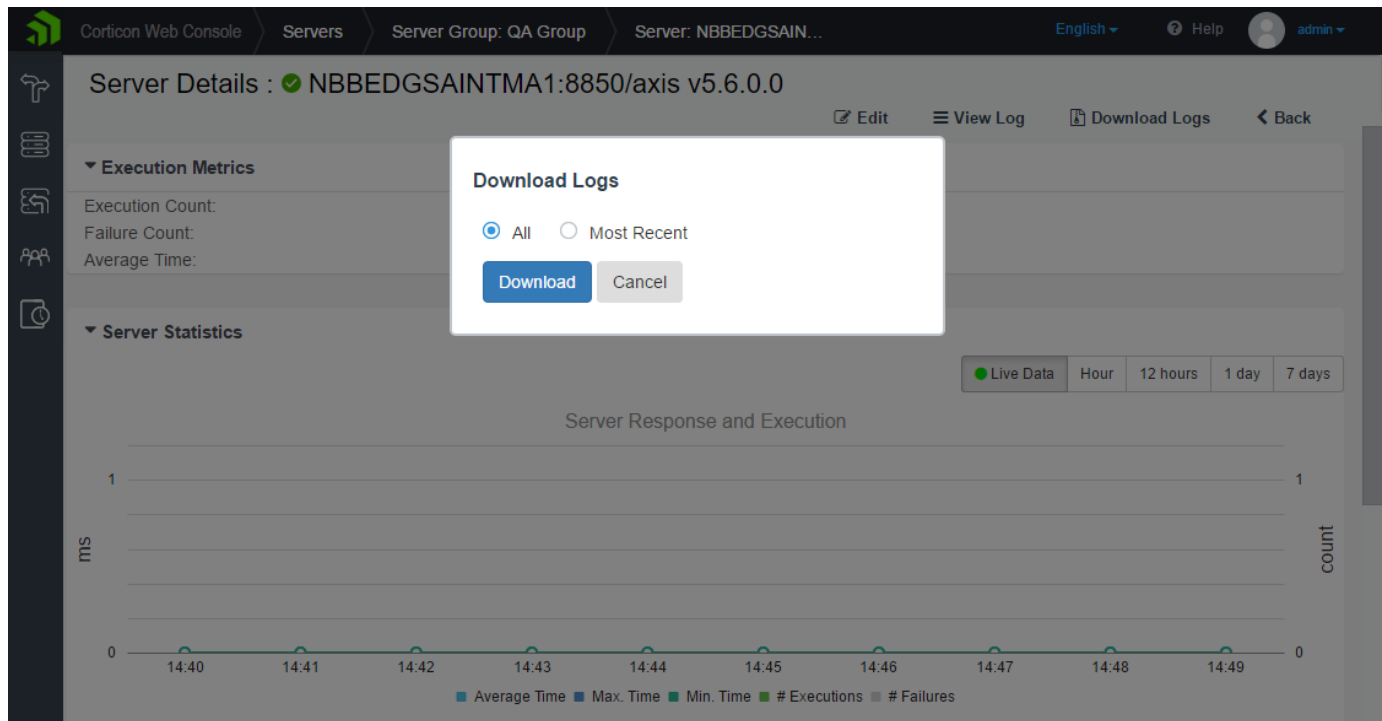 Corticon Web Console Servers Server Group: QA Group Server: NBBEDGSAIN... English Help admin
Server Details : NBBEDGSAINTMA1:8850/axis v5.6.0.0
Edit View Log Download Logs Back
Execution Metrics
Execution Count:
Failure Count:
Average Time:
Download Logs
All Most Recent
Download Cancel
Server Statistics
Live Data Hour 12 hours 1 day 7 days
Server Response and Execution
1 1
ms count
0 0
14:40 14:41 14:42 14:43 14:44 14:45 14:46 14:47 14:48 14:49
Average Time Max. Time Min. Time # Executions # Failures